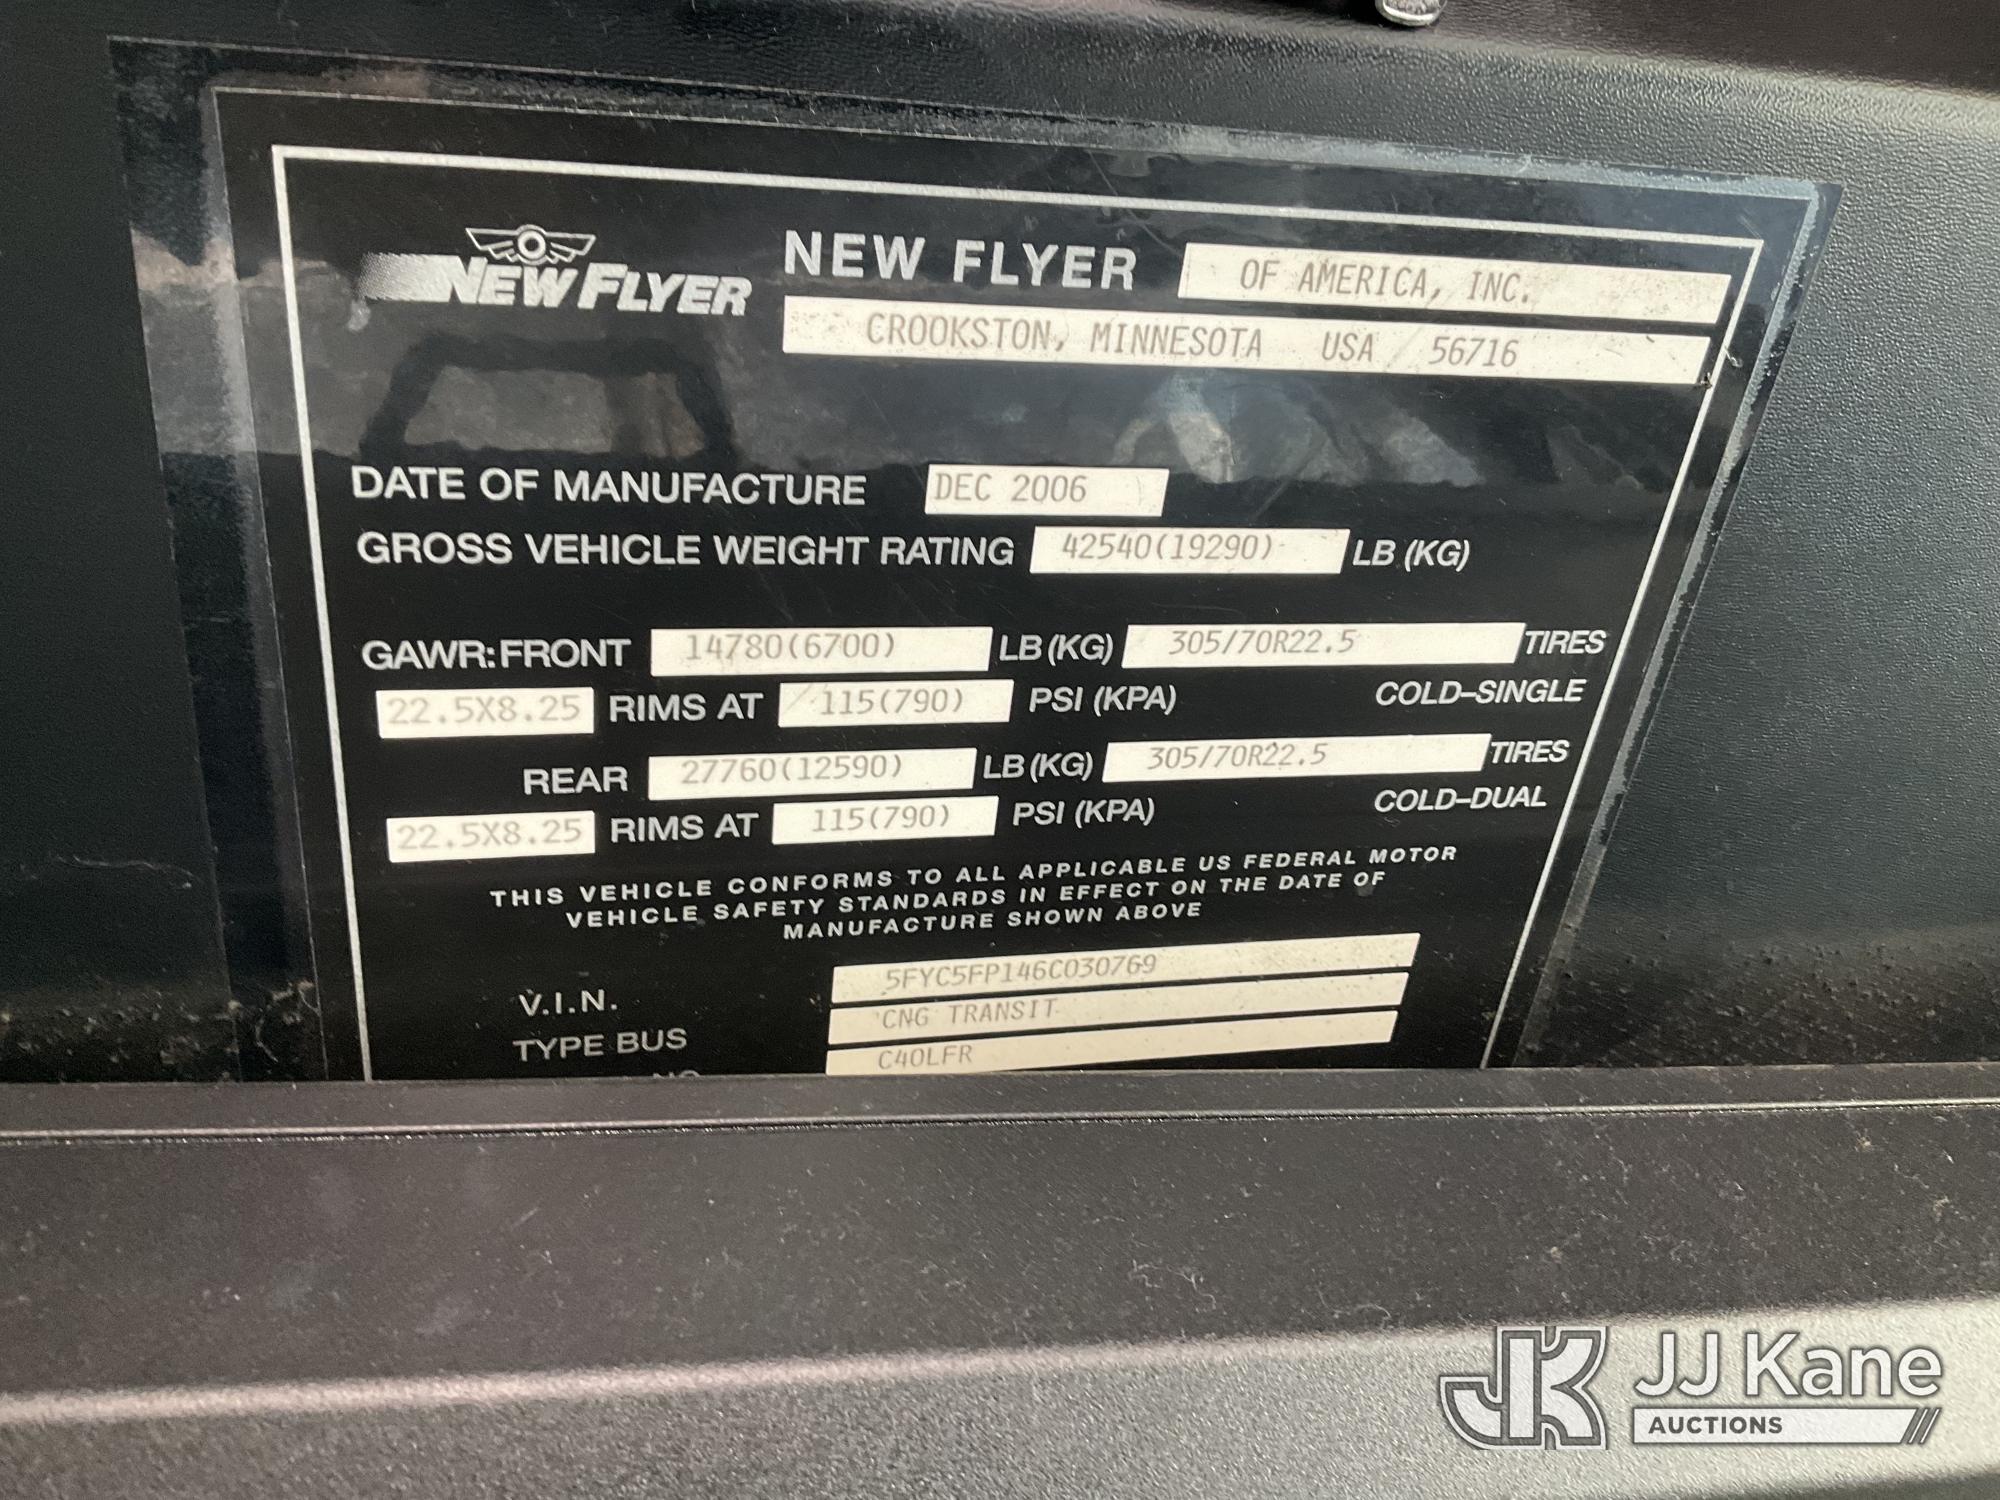 NEW FLYER NEW FLYER OF AMERICA, INC.
CROOKSTON, MINNESOTA USA 56716
DATE OF MANUFACTURE DEC 2006
GROSS VEHICLE WEIGHT RATING 42540(19290) LB (KG)
GAWR: FRONT 14780(6700) LB (KG) 305/70R22.5 TIRES
22.5X8.25 RIMS AT 115(790) PSI (KPA) COLD-SINGLE
REAR 27760(12590) LB (KG) 305/70R22.5 TIRES
22.5X8.25 RIMS AT 115(790) PSI (KPA) COLD-DUAL
THIS VEHICLE CONFORMS TO ALL APPLICABLE US FEDERAL MOTOR
VEHICLE SAFETY STANDARDS IN EFFECT ON THE DATE OF
MANUFACTURE SHOWN ABOVE
V.I.N. 5FYC5FP146C030769
TYPE BUS CNG TRANSIT
C40LFR
JK JJ Kane
AUCTIONS